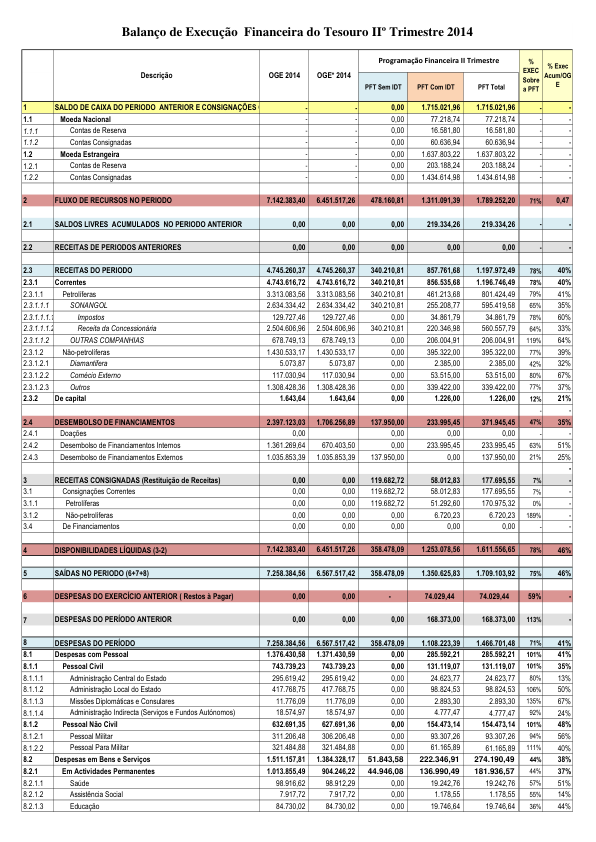 Balanço de Execução Financeira do Tesouro IIº Trimestre 2014
Descrição OGE 2014 OGE* 2014 Programação Financeira II Trimestre % EXEC Sobre a PFT % Exec Acum/OGE
PFT Sem IDT PFT Com IDT PFT Total
1 SALDO DE CAIXA DO PERIODO ANTERIOR E CONSIGNAÇÕES ( - - 0,00 1.715.021,96 1.715.021,96 - -
1.1 Moeda Nacional - - 0,00 77.218,74 77.218,74 - -
1.1.1 Contas de Reserva - - 0,00 16.581,80 16.581,80 - -
1.1.2 Contas Consignadas - - 0,00 60.636,94 60.636,94 - -
1.2 Moeda Estrangeira - - 0,00 1.637.803,22 1.637.803,22 - -
1.2.1 Contas de Reserva - - 0,00 203.188,24 203.188,24 - -
1.2.2 Contas Consignadas - - 0,00 1.434.614,98 1.434.614,98 - -
2 FLUXO DE RECURSOS NO PERIODO 7.142.383,40 6.451.517,26 478.160,81 1.311.091,39 1.789.252,20 71% 0,47
2.1 SALDOS LIVRES ACUMULADOS NO PERIODO ANTERIOR 0,00 0,00 0,00 219.334,26 219.334,26 - -
2.2 RECEITAS DE PERIODOS ANTERIORES 0,00 0,00 0,00 0,00 0,00 - -
2.3 RECEITAS DO PERIODO 4.745.260,37 4.745.260,37 340.210,81 857.761,68 1.197.972,49 78% 40%
2.3.1 Correntes 4.743.616,72 4.743.616,72 340.210,81 856.535,68 1.196.746,49 78% 40%
2.3.1.1 Petrolíferas 3.313.083,56 3.313.083,56 340.210,81 461.213,68 801.424,49 79% 41%
2.3.1.1.1 SONANGOL 2.634.334,42 2.634.334,42 340.210,81 255.208,77 595.419,58 65% 35%
2.3.1.1.1.1 Impostos 129.727,46 129.727,46 0,00 34.861,79 34.861,79 78% 60%
2.3.1.1.1.2 Receita da Concessionária 2.504.606,96 2.504.606,96 340.210,81 220.346,98 560.557,79 64% 33%
2.3.1.1.2 OUTRAS COMPANHIAS 678.749,13 678.749,13 0,00 206.004,91 206.004,91 119% 64%
2.3.1.2 Não-petrolíferas 1.430.533,17 1.430.533,17 0,00 395.322,00 395.322,00 77% 39%
2.3.1.2.1 Diamantífera 5.073,87 5.073,87 0,00 2.385,00 2.385,00 42% 32%
2.3.1.2.2 Comércio Externo 117.030,94 117.030,94 0,00 53.515,00 53.515,00 80% 67%
2.3.1.2.3 Outros 1.308.428,36 1.308.428,36 0,00 339.422,00 339.422,00 77% 37%
2.3.2 De capital 1.643,64 1.643,64 0,00 1.226,00 1.226,00 12% 21%
- -
2.4 DESEMBOLSO DE FINANCIAMENTOS 2.397.123,03 1.706.256,89 137.950,00 233.995,45 371.945,45 47% 35%
2.4.1 Doações 0,00 0,00 0,00 0,00 0,00 - -
2.4.2 Desembolso de Financiamentos Internos 1.361.269,64 670.403,50 0,00 233.995,45 233.995,45 63% 51%
2.4.3 Desembolso de Financiamentos Externos 1.035.853,39 1.035.853,39 137.950,00 0,00 137.950,00 21% 25%
-
3 RECEITAS CONSIGNADAS (Restituição de Receitas) 0,00 0,00 119.682,72 58.012,83 177.695,55 7% -
3.1 Consignações Correntes 0,00 0,00 119.682,72 58.012,83 177.695,55 7% -
3.1.1 Petrolíferas 0,00 0,00 119.682,72 51.292,60 170.975,32 0% -
3.1.2 Não-petrolíferas 0,00 0,00 0,00 6.720,23 6.720,23 189% -
3.4 De Financiamentos 0,00 0,00 0,00 0,00 0,00 - -
4 DISPONIBILIDADES LÍQUIDAS (3-2) 7.142.383,40 6.451.517,26 358.478,09 1.253.078,56 1.611.556,65 78% 46%
5 SAÍDAS NO PERIODO (6+7+8) 7.258.384,56 6.567.517,42 358.478,09 1.350.625,83 1.709.103,92 75% 46%
6 DESPESAS DO EXERCÍCIO ANTERIOR ( Restos à Pagar) 0,00 0,00 - 74.029,44 74.029,44 59% -
7 DESPESAS DO PERÍODO ANTERIOR 0,00 0,00 0,00 168.373,00 168.373,00 113% -
8 DESPESAS DO PERÍODO 7.258.384,56 6.567.517,42 358.478,09 1.108.223,39 1.466.701,48 71% 41%
8.1 Despesas com Pessoal 1.376.430,58 1.371.430,59 0,00 285.592,21 285.592,21 101% 41%
8.1.1 Pessoal Civil 743.739,23 743.739,23 0,00 131.119,07 131.119,07 101% 35%
8.1.1.1 Administração Central do Estado 295.619,42 295.619,42 0,00 24.623,77 24.623,77 80% 13%
8.1.1.2 Administração Local do Estado 417.768,75 417.768,75 0,00 98.824,53 98.824,53 106% 50%
8.1.1.3 Missões Diplomáticas e Consulares 11.776,09 11.776,09 0,00 2.893,30 2.893,30 135% 67%
8.1.1.4 Administração Indirecta (Serviços e Fundos Autónomos) 18.574,97 18.574,97 0,00 4.777,47 4.777,47 92% 24%
8.1.2 Pessoal Não Civil 632.691,35 627.691,36 0,00 154.473,14 154.473,14 101% 48%
8.1.2.1 Pessoal Militar 311.206,48 306.206,48 0,00 93.307,26 93.307,26 94% 56%
8.1.2.2 Pessoal Para Militar 321.484,88 321.484,88 0,00 61.165,89 61.165,89 111% 40%
8.2 Despesas em Bens e Serviços 1.511.157,81 1.384.328,17 51.843,58 222.346,91 274.190,49 44% 38%
8.2.1 Em Actividades Permanentes 1.013.855,49 904.246,22 44.946,08 136.990,49 181.936,57 44% 37%
8.2.1.1 Saúde 98.916,62 98.912,29 0,00 19.242,76 19.242,76 57% 51%
8.2.1.2 Assistência Social 7.917,72 7.917,72 0,00 1.178,55 1.178,55 55% 14%
8.2.1.3 Educação 84.730,02 84.730,02 0,00 19.746,64 19.746,64 36% 44%